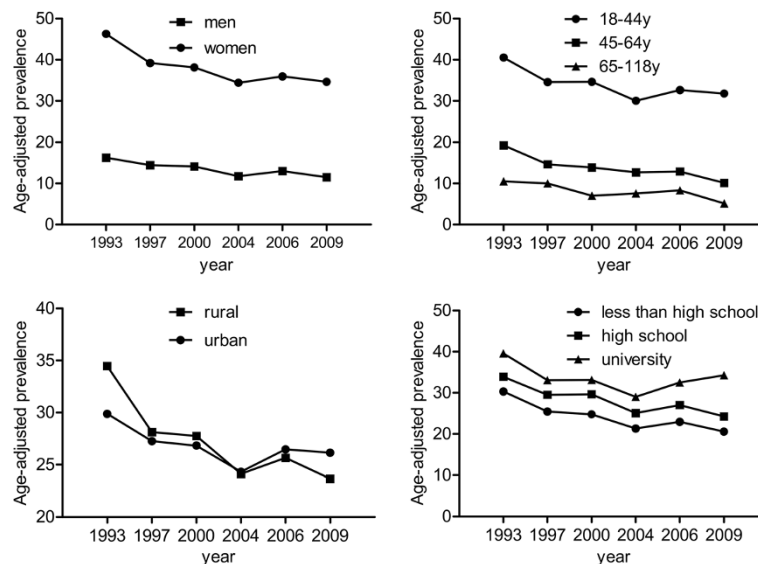 50
40
30
20
10
0
Age-adjusted prevalence
men
women
1993 1997 2000 2004 2006 2009
year
50
40
30
20
10
0
Age-adjusted prevalence
18-44y
45-64y
65-118y
1993 1997 2000 2004 2006 2009
year
40
35
30
25
20
Age-adjusted prevalence
rural
urban
1993 1997 2000 2004 2006 2009
year
50
40
30
20
10
0
Age-adjusted prevalence
less than high school
high school
university
1993 1997 2000 2004 2006 2009
year